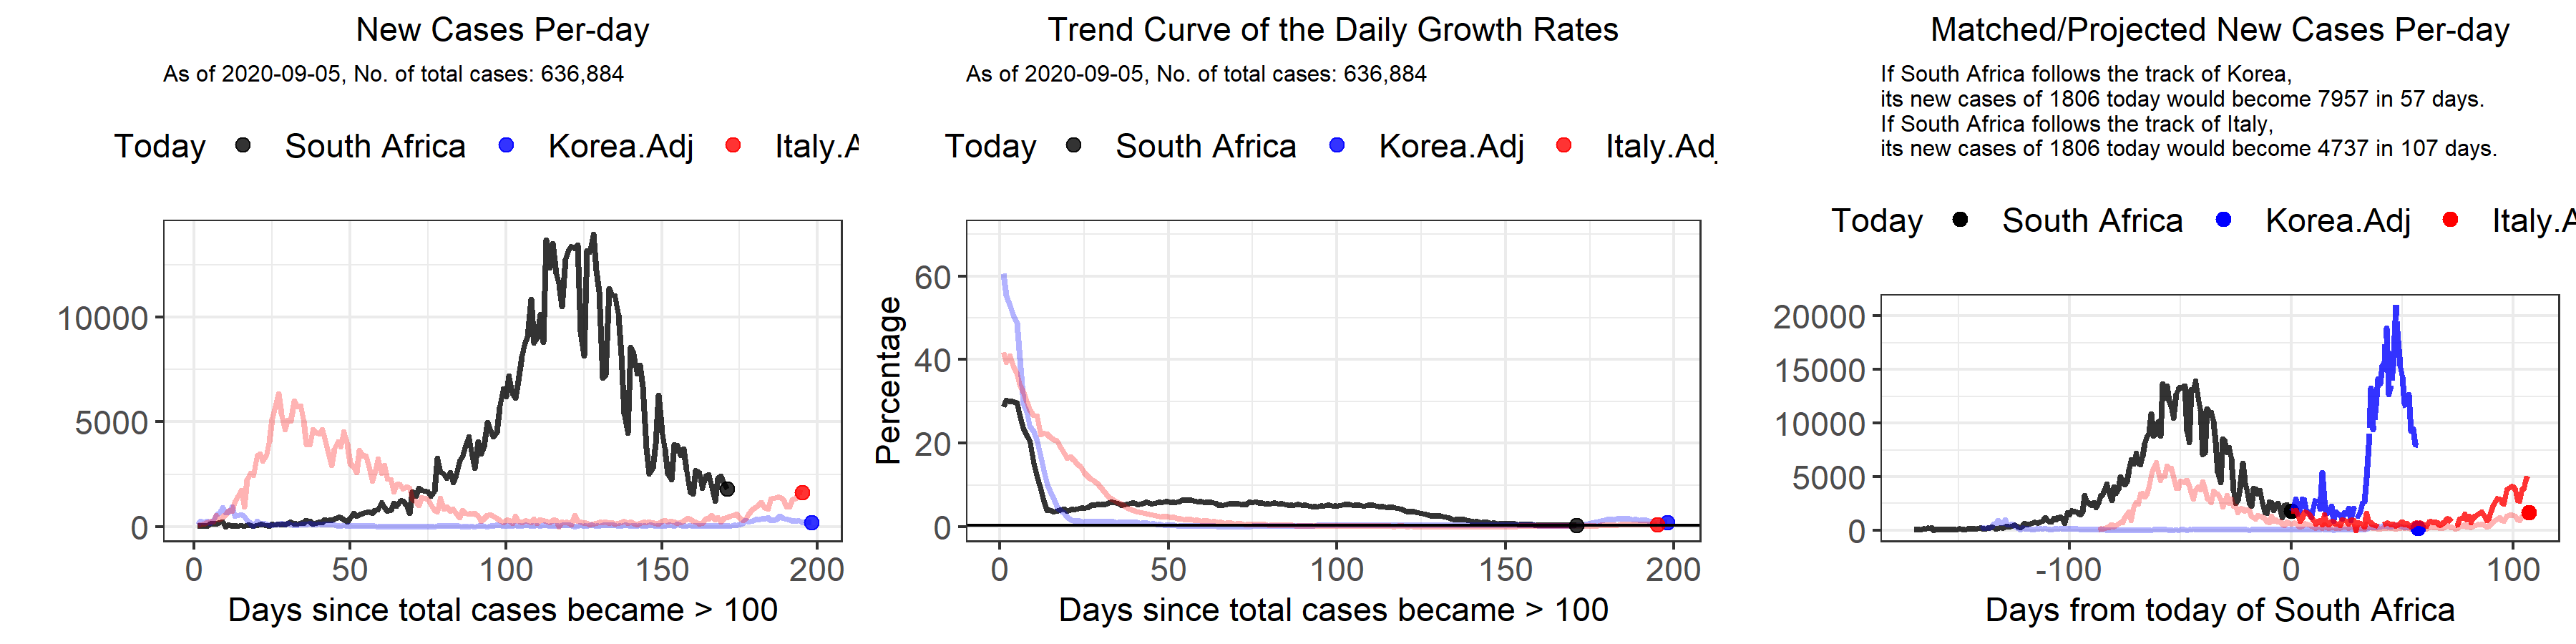 New Cases Per-day
As of 2020-09-05, No. of total cases: 636,884
Today South Africa Korea.Adj Italy.A
10000
5000
0
0 50 100 150 200
Days since total cases became > 100
Trend Curve of the Daily Growth Rates
As of 2020-09-05, No. of total cases: 636,884
Today South Africa Korea.Adj Italy.Adj
Percentage
60
40
20
0
0 50 100 150 200
Days since total cases became > 100
Matched/Projected New Cases Per-day
If South Africa follows the track of Korea,
its new cases of 1806 today would become 7957 in 57 days.
If South Africa follows the track of Italy,
its new cases of 1806 today would become 4737 in 107 days.
Today South Africa Korea.Adj Italy.A
20000
15000
10000
5000
0
-100 0 100
Days from today of South Africa